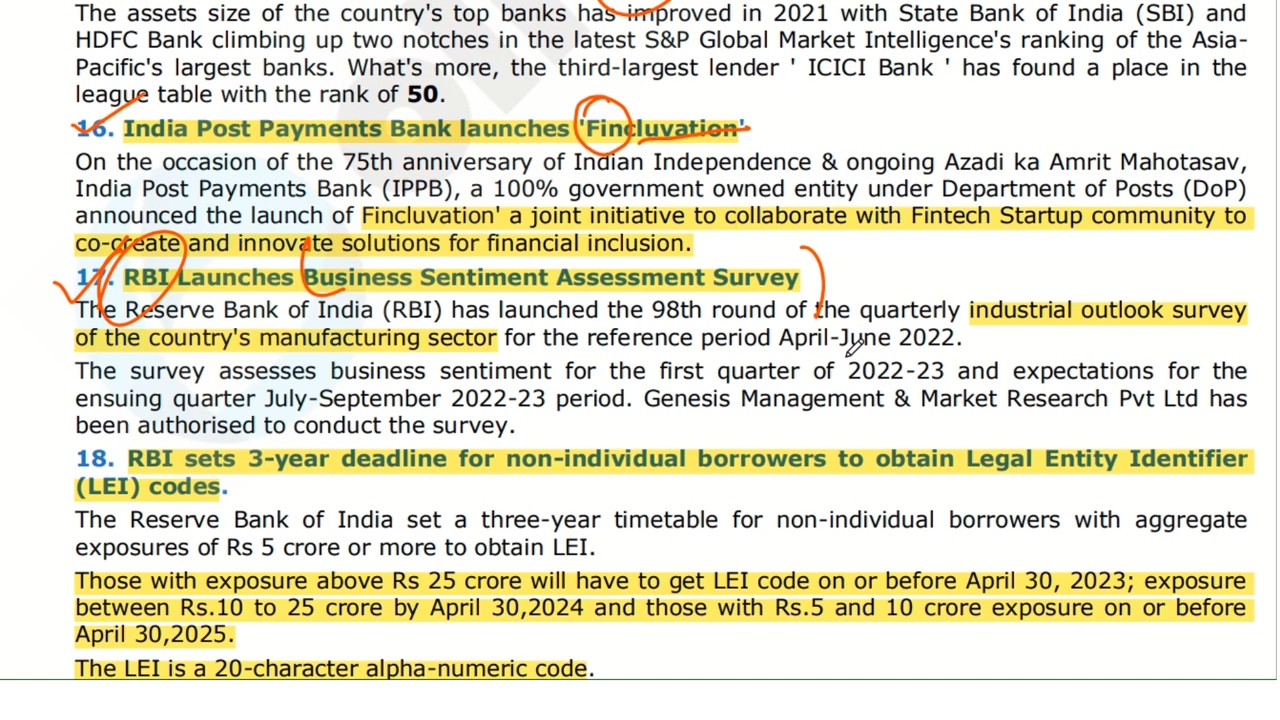 The assets size of the country's top banks has improved in 2021 with State Bank of India (SBI) and
HDFC Bank climbing up two notches in the latest S&P Global Market Intelligence's ranking of the Asia-
Pacific's largest banks. What's more, the third-largest lender ' ICICI Bank ' has found a place in the
league table with the rank of 50.
16. India Post Payments Bank launches 'Fincluvation'
On the occasion of the 75th anniversary of Indian Independence & ongoing Azadi ka Amrit Mahotasav,
India Post Payments Bank (IPPB), a 100% government owned entity under Department of Posts (DoP)
announced the launch of Fincluvation' a joint initiative to collaborate with Fintech Startup community to
co-create and innovate solutions for financial inclusion.
17. RBI Launches Business Sentiment Assessment Survey
The Reserve Bank of India (RBI) has launched the 98th round of the quarterly industrial outlook survey
of the country's manufacturing sector for the reference period April-June 2022.
The survey assesses business sentiment for the first quarter of 2022-23 and expectations for the
ensuing quarter July-September 2022-23 period. Genesis Management & Market Research Pvt Ltd has
been authorised to conduct the survey.
18. RBI sets 3-year deadline for non-individual borrowers to obtain Legal Entity Identifier
(LEI) codes.
The Reserve Bank of India set a three-year timetable for non-individual borrowers with aggregate
exposures of Rs 5 crore or more to obtain LEI.
Those with exposure above Rs 25 crore will have to get LEI code on or before April 30, 2023; exposure
between Rs.10 to 25 crore by April 30,2024 and those with Rs.5 and 10 crore exposure on or before
April 30,2025.
The LEI is a 20-character alpha-numeric code.